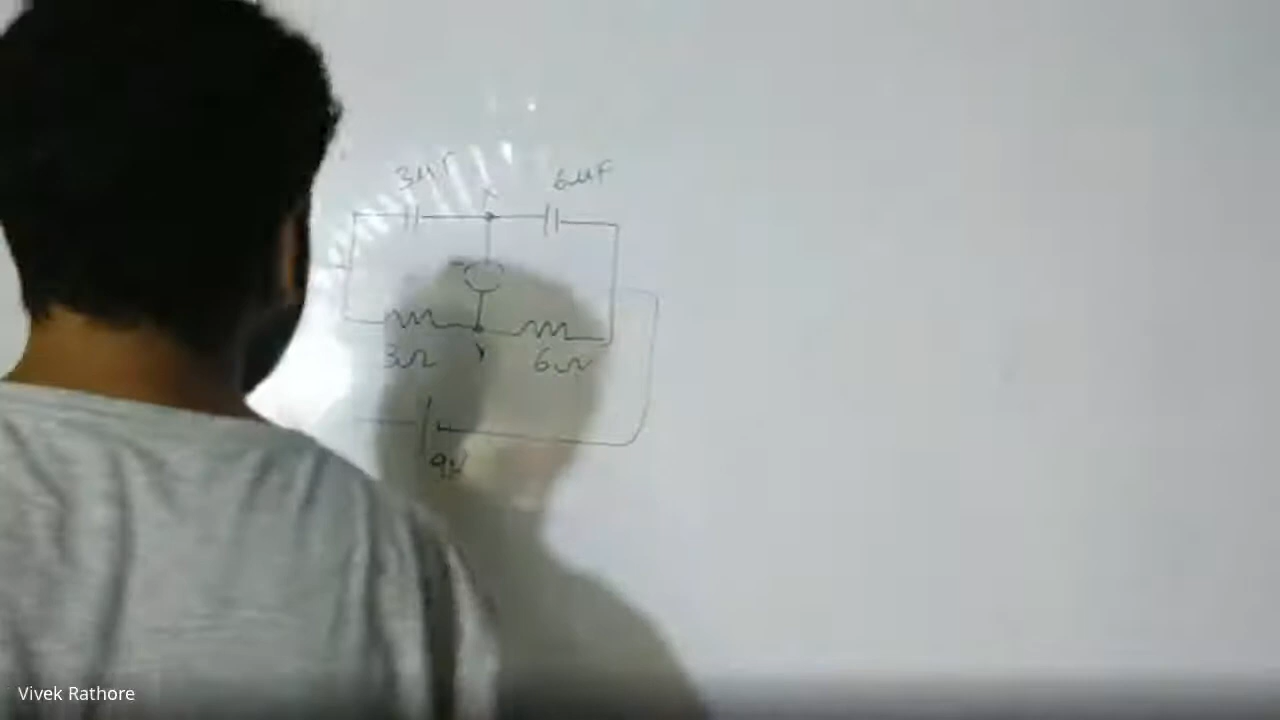 3μF 6μF
X
3Ω Y 6Ω
9V
Vivek Rathore